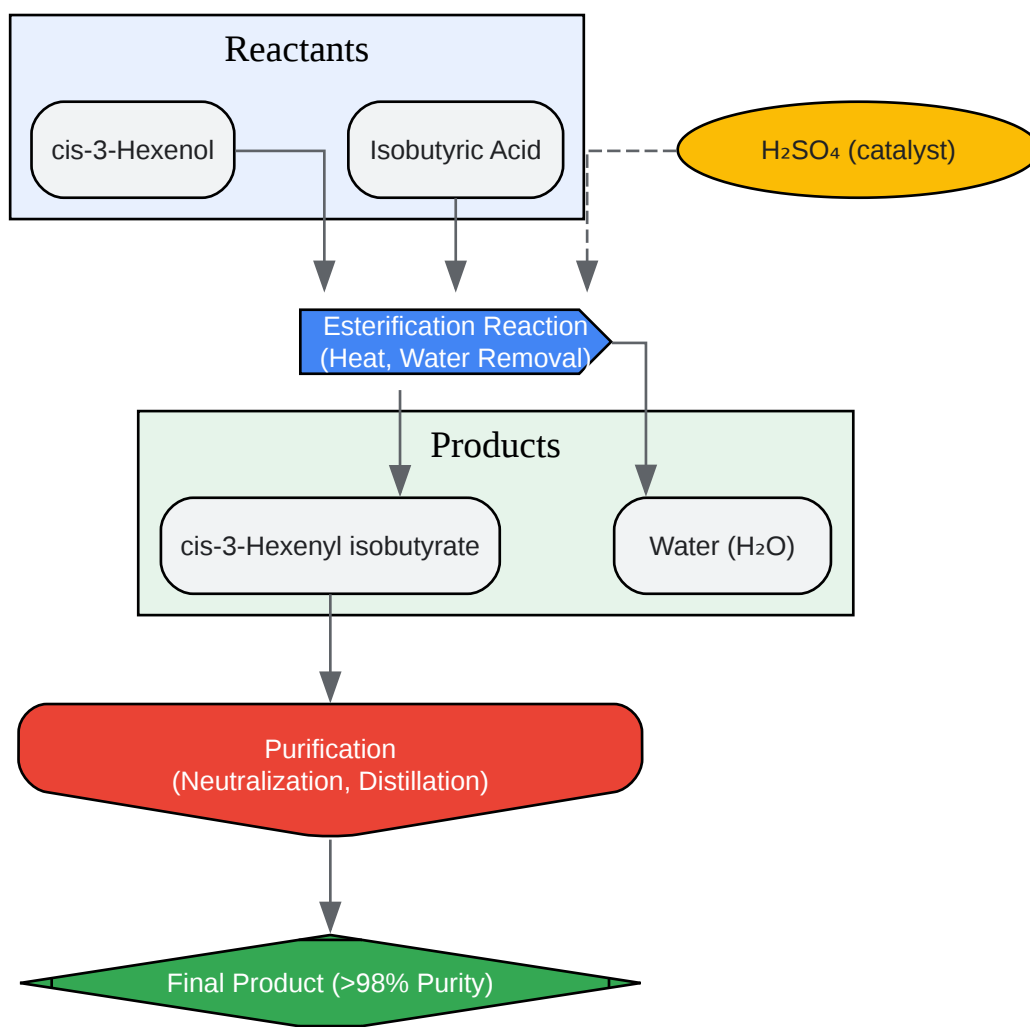 Reactants
cis-3-Hexenol
Isobutyric Acid
H₂SO₄ (catalyst)
Esterification Reaction
(Heat, Water Removal)
Products
cis-3-Hexenyl isobutyrate
Water (H₂O)
Purification
(Neutralization, Distillation)
Final Product (>98% Purity)